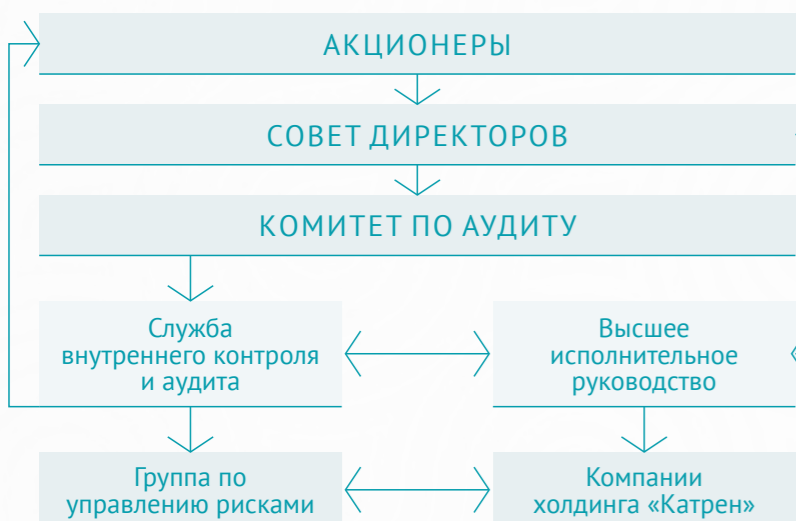 АКЦИОНЕРЫ
СОВЕТ ДИРЕКТОРОВ
КОМИТЕТ ПО АУДИТУ
Служба
внутреннего контроля
и аудита
Высшее
исполнительное
руководство
Группа по
управлению рисками
Компании
холдинга «Катрен»